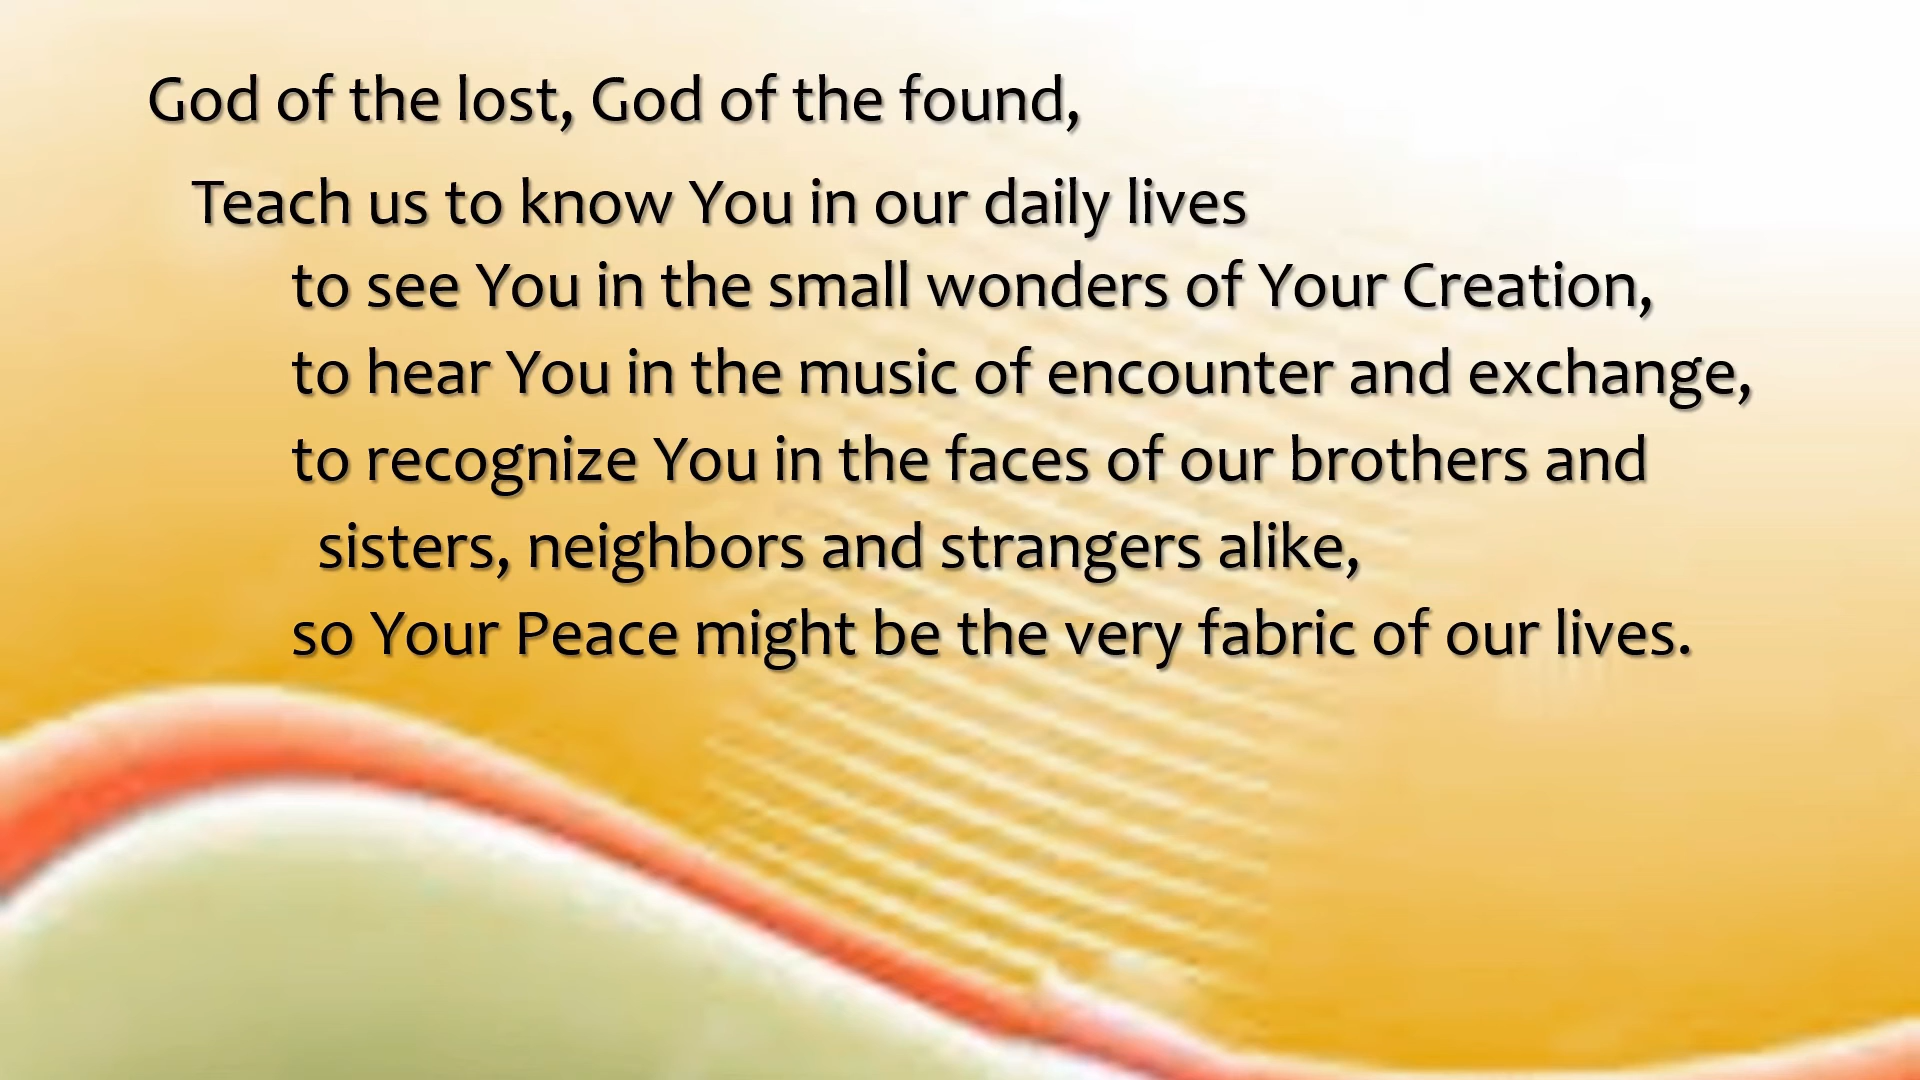 God of the lost, God of the found,
Teach us to know You in our daily lives
to see You in the small wonders of Your Creation,
to hear You in the music of encounter and exchange,
to recognize You in the faces of our brothers and
sisters, neighbors and strangers alike,
so Your Peace might be the very fabric of our lives.